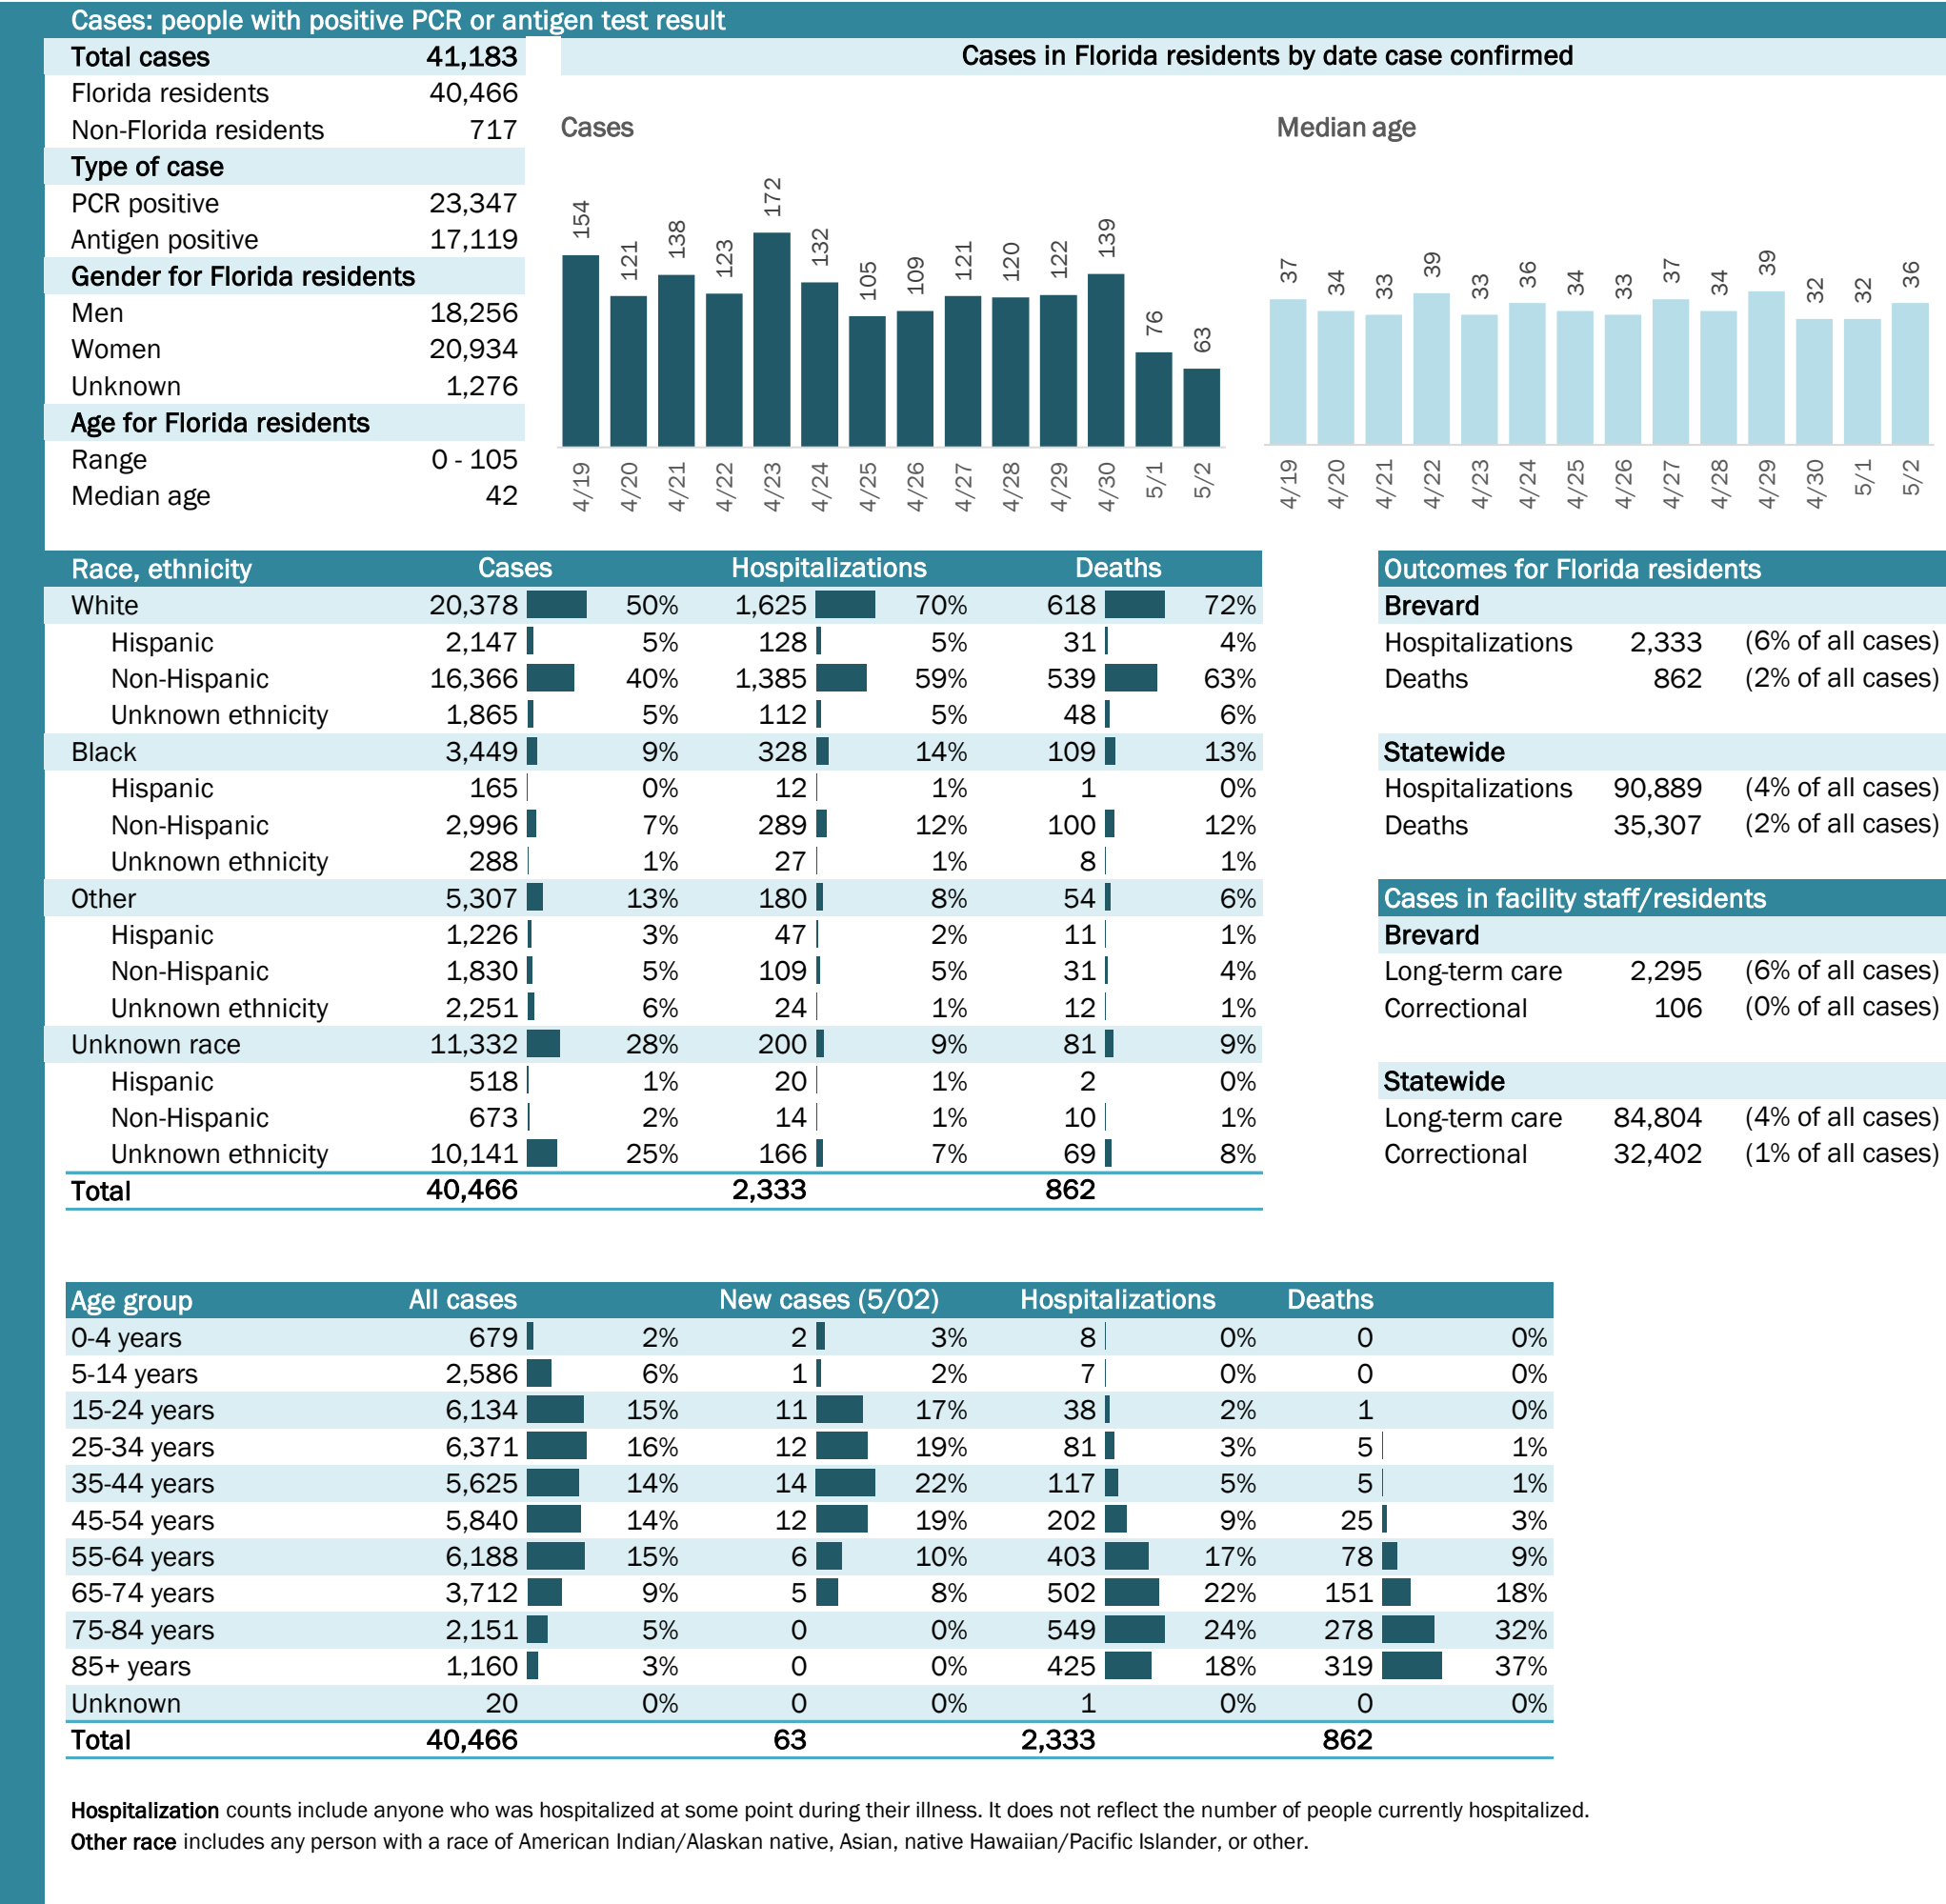 Cases: people with positive PCR or antigen test result
Total cases 41,183
Florida residents 40,466
Non-Florida residents 717
Type of case
PCR positive 23,347
Antigen positive 17,119
Gender for Florida residents
Men 18,256
Women 20,934
Unknown 1,276
Age for Florida residents
Range 0 - 105
Median age 42
Cases in Florida residents by date case confirmed
Cases
154 121 138 123 172 132 105 109 121 120 122 139 76 63
4/19 4/20 4/21 4/22 4/23 4/24 4/25 4/26 4/27 4/28 4/29 4/30 5/1 5/2
Median age
37 34 33 39 33 36 34 33 37 34 39 32 32 36
4/19 4/20 4/21 4/22 4/23 4/24 4/25 4/26 4/27 4/28 4/29 4/30 5/1 5/2
Race, ethnicity Cases Hospitalizations Deaths
White 20,378 50% 1,625 70% 618 72%
Hispanic 2,147 5% 128 5% 31 4%
Non-Hispanic 16,366 40% 1,385 59% 539 63%
Unknown ethnicity 1,865 5% 112 5% 48 6%
Black 3,449 9% 328 14% 109 13%
Hispanic 165 0% 12 1% 1 0%
Non-Hispanic 2,996 7% 289 12% 100 12%
Unknown ethnicity 288 1% 27 1% 8 1%
Other 5,307 13% 180 8% 54 6%
Hispanic 1,226 3% 47 2% 11 1%
Non-Hispanic 1,830 5% 109 5% 31 4%
Unknown ethnicity 2,251 6% 24 1% 12 1%
Unknown race 11,332 28% 200 9% 81 9%
Hispanic 518 1% 20 1% 2 0%
Non-Hispanic 673 2% 14 1% 10 1%
Unknown ethnicity 10,141 25% 166 7% 69 8%
Total 40,466 2,333 862
Outcomes for Florida residents
Brevard
Hospitalizations 2,333 (6% of all cases)
Deaths 862 (2% of all cases)
Statewide
Hospitalizations 90,889 (4% of all cases)
Deaths 35,307 (2% of all cases)
Cases in facility staff/residents
Brevard
Long-term care 2,295 (6% of all cases)
Correctional 106 (0% of all cases)
Statewide
Long-term care 84,804 (4% of all cases)
Correctional 32,402 (1% of all cases)
Age group All cases New cases (5/02) Hospitalizations Deaths
0-4 years 679 2% 2 3% 8 0% 0 0%
5-14 years 2,586 6% 1 2% 7 0% 0 0%
15-24 years 6,134 15% 11 17% 38 2% 1 0%
25-34 years 6,371 16% 12 19% 81 3% 5 1%
35-44 years 5,625 14% 14 22% 117 5% 5 1%
45-54 years 5,840 14% 12 19% 202 9% 25 3%
55-64 years 6,188 15% 6 10% 403 17% 78 9%
65-74 years 3,712 9% 5 8% 502 22% 151 18%
75-84 years 2,151 5% 0 0% 549 24% 278 32%
85+ years 1,160 3% 0 0% 425 18% 319 37%
Unknown 20 0% 0 0% 1 0% 0 0%
Total 40,466 63 2,333 862
Hospitalization counts include anyone who was hospitalized at some point during their illness. It does not reflect the number of people currently hospitalized.
Other race includes any person with a race of American Indian/Alaskan native, Asian, native Hawaiian/Pacific Islander, or other.